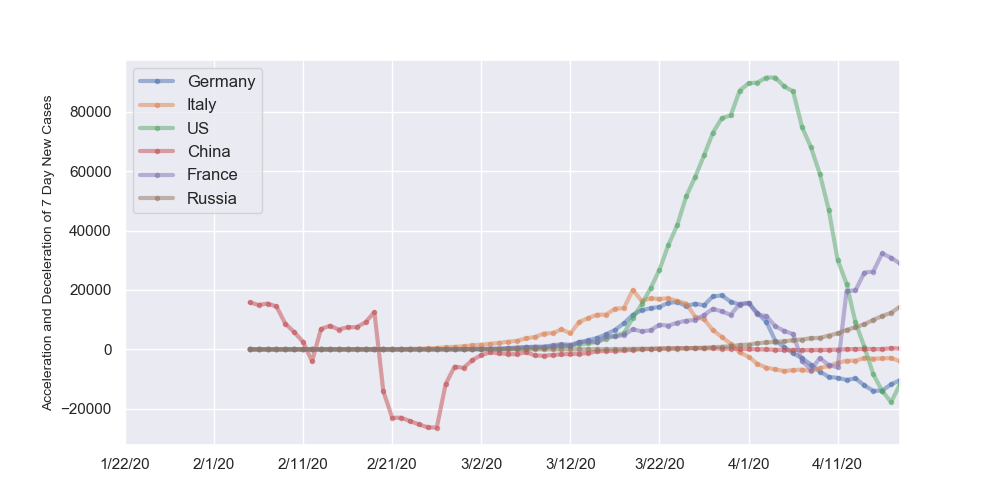 Acceleration and Deceleration of 7 Day New Cases
80000
60000
40000
20000
0
−20000
Germany
Italy
US
China
France
Russia
1/22/20 2/1/20 2/11/20 2/21/20 3/2/20 3/12/20 3/22/20 4/1/20 4/11/20